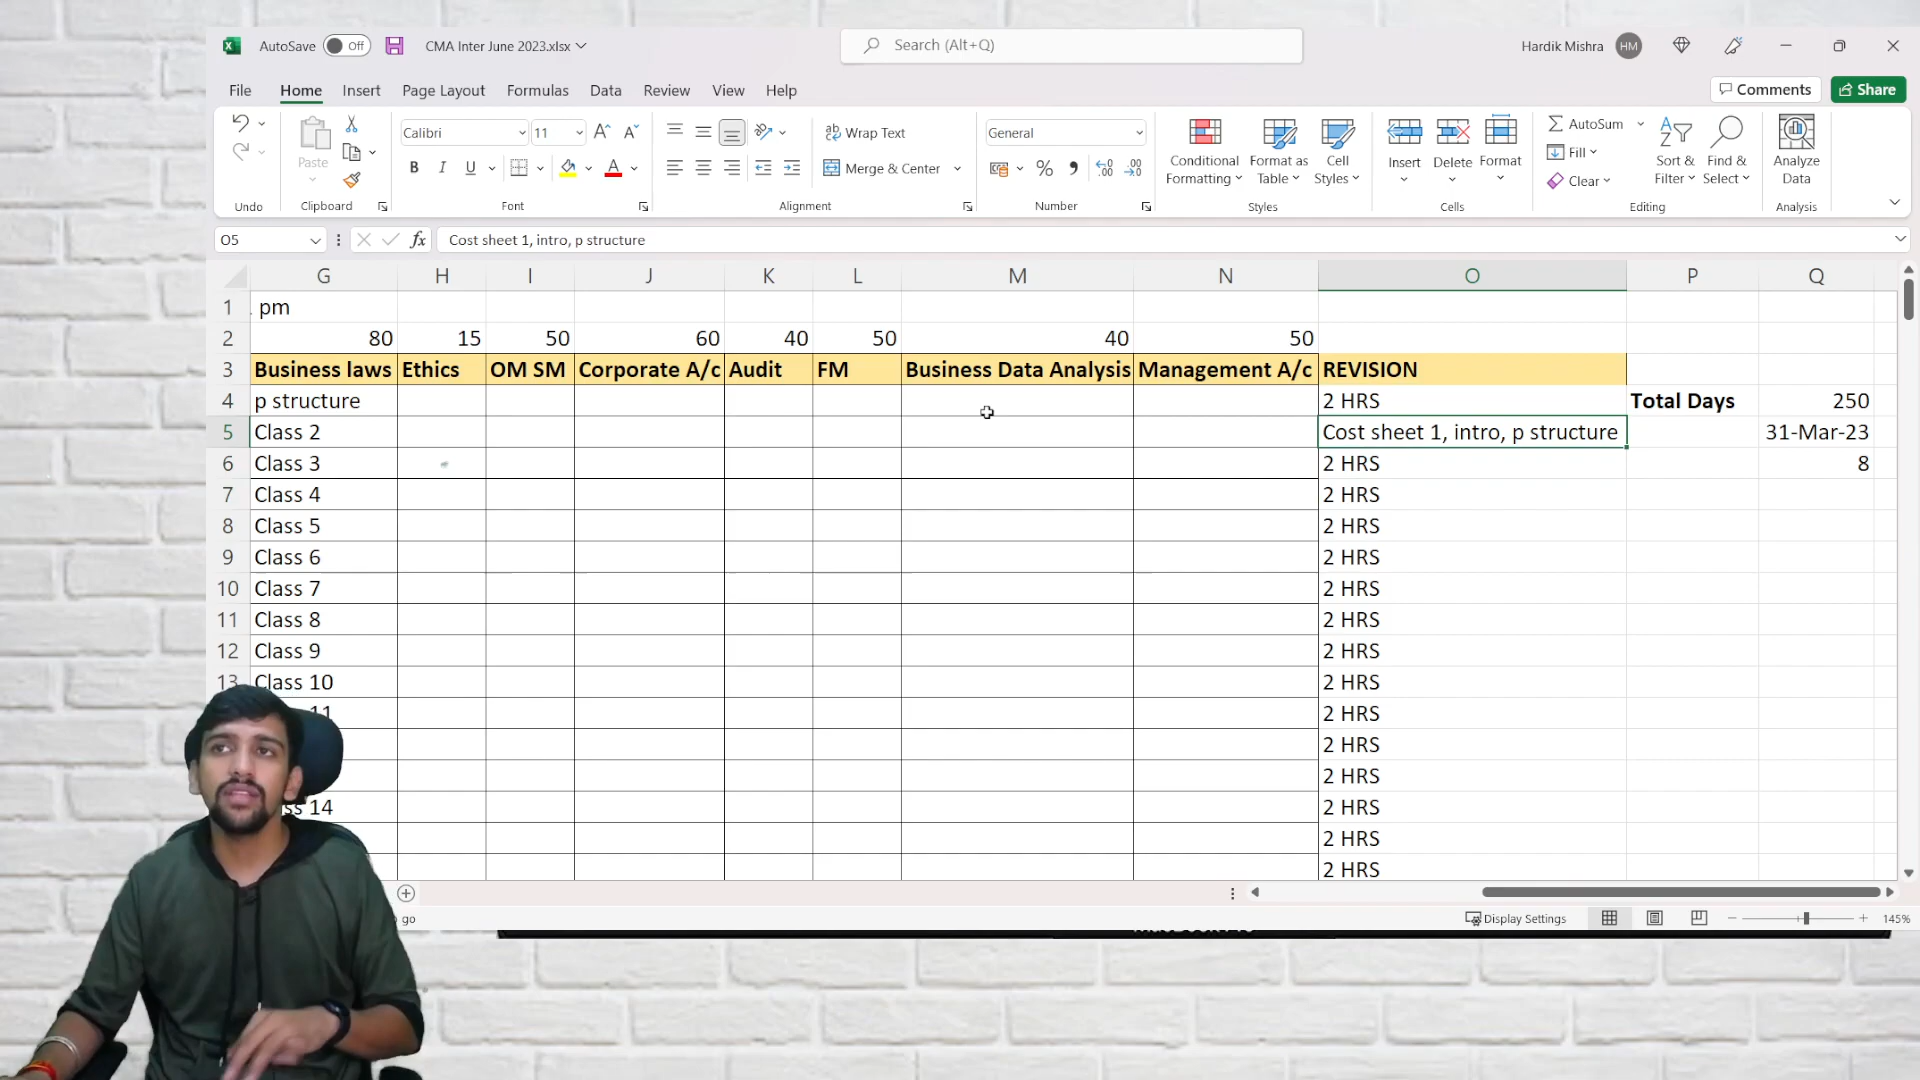 AutoSave Off CMA Inter June 2023.xlsx Search (Alt+Q) Hardik Mishra HM
File Home Insert Page Layout Formulas Data Review View Help Comments Share
Calibri 11 Wrap Text General AutoSum
Paste B I U Merge & Center % Conditional Formatting Format as Table Cell Styles Insert Delete Format Fill Sort & Filter Find & Select Analyze Data
Clear
Undo Clipboard Font Alignment Number Styles Cells Editing Analysis
O5 fx Cost sheet 1, intro, p structure
G H I J K L M N O P Q
1 pm
2 80 15 50 60 40 50 40 50
3 Business laws Ethics OM SM Corporate A/c Audit FM Business Data Analysis Management A/c REVISION
4 p structure 2 HRS Total Days 250
5 Class 2 Cost sheet 1, intro, p structure 31-Mar-23
6 Class 3 2 HRS 8
7 Class 4 2 HRS
8 Class 5 2 HRS
9 Class 6 2 HRS
10 Class 7 2 HRS
11 Class 8 2 HRS
12 Class 9 2 HRS
13 Class 10 2 HRS
11 2 HRS
2 HRS
2 HRS
ss 14 2 HRS
2 HRS
2 HRS
go Display Settings 145%